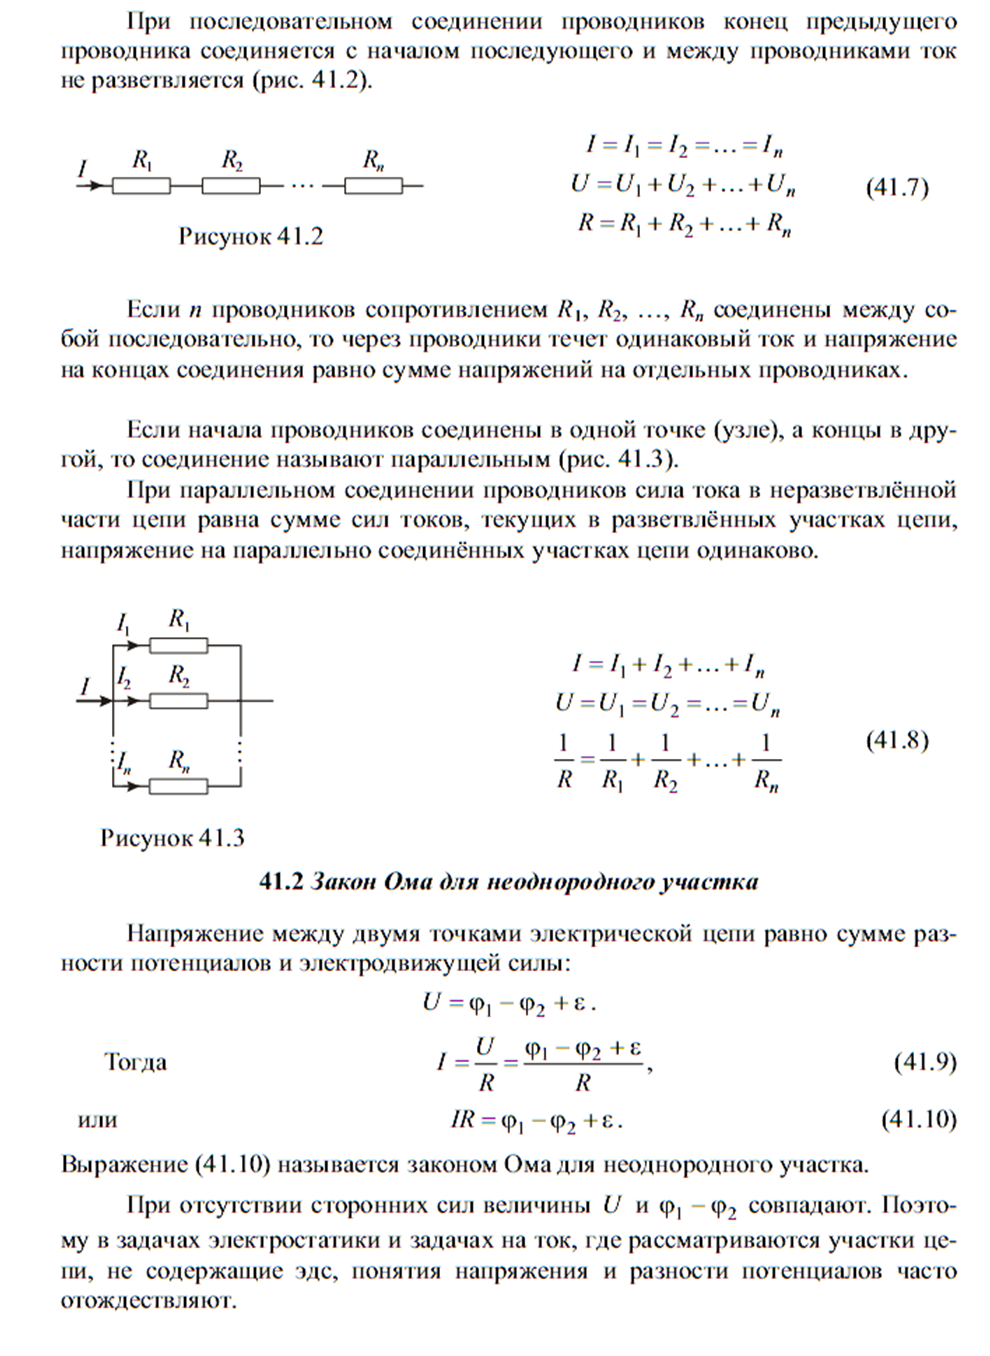 При последовательном соединении проводников конец предыдущего
проводника соединяется с началом последующего и между проводниками ток
не разветвляется (рис. 41.2).
I R₁ R₂ ... Rₙ
Рисунок 41.2
I = I₁ = I₂ = ... = Iₙ
U = U₁ + U₂ + ... + Uₙ (41.7)
R = R₁ + R₂ + ... + Rₙ
Если n проводников сопротивлением R₁, R₂, ..., Rₙ соединены между со-
бой последовательно, то через проводники течет одинаковый ток и напряжение
на концах соединения равно сумме напряжений на отдельных проводниках.
Если начала проводников соединены в одной точке (узле), а концы в дру-
гой, то соединение называют параллельным (рис. 41.3).
При параллельном соединении проводников сила тока в неразветвлённой
части цепи равна сумме сил токов, текущих в разветвлённых участках цепи,
напряжение на параллельно соединённых участках цепи одинаково.
I₁ R₁
I I₂ R₂
Iₙ Rₙ
Рисунок 41.3
I = I₁ + I₂ + ... + Iₙ
U = U₁ = U₂ = ... = Uₙ
1/R = 1/R₁ + 1/R₂ + ... + 1/Rₙ (41.8)
41.2 Закон Ома для неоднородного участка
Напряжение между двумя точками электрической цепи равно сумме раз-
ности потенциалов и электродвижущей силы:
U = φ₁ − φ₂ + ε .
Тогда I = U/R = (φ₁ − φ₂ + ε)/R , (41.9)
или IR = φ₁ − φ₂ + ε . (41.10)
Выражение (41.10) называется законом Ома для неоднородного участка.
При отсутствии сторонних сил величины U и φ₁ − φ₂ совпадают. Поэто-
му в задачах электростатики и задачах на ток, где рассматриваются участки це-
пи, не содержащие эдс, понятия напряжения и разности потенциалов часто
отождествляют.